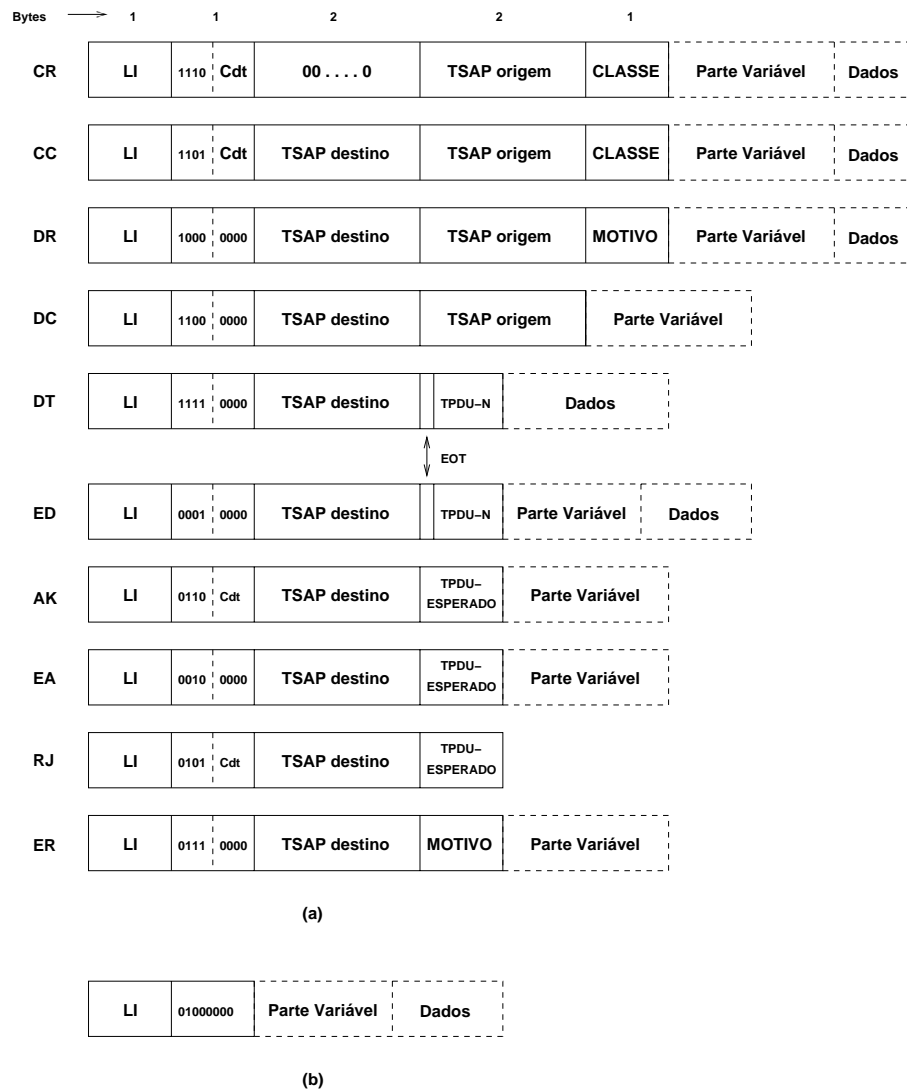 Bytes 1 1 2 2 1
CR LI 1110 Cdt 00 . . . . 0 TSAP origem CLASSE Parte Variável Dados
CC LI 1101 Cdt TSAP destino TSAP origem CLASSE Parte Variável Dados
DR LI 1000 0000 TSAP destino TSAP origem MOTIVO Parte Variável Dados
DC LI 1100 0000 TSAP destino TSAP origem Parte Variável
DT LI 1111 0000 TSAP destino TPDU–N Dados
EOT
ED LI 0001 0000 TSAP destino TPDU–N Parte Variável Dados
AK LI 0110 Cdt TSAP destino TPDU–ESPERADO Parte Variável
EA LI 0010 0000 TSAP destino TPDU–ESPERADO Parte Variável
RJ LI 0101 Cdt TSAP destino TPDU–ESPERADO
ER LI 0111 0000 TSAP destino MOTIVO Parte Variável
(a)
LI 01000000 Parte Variável Dados
(b)